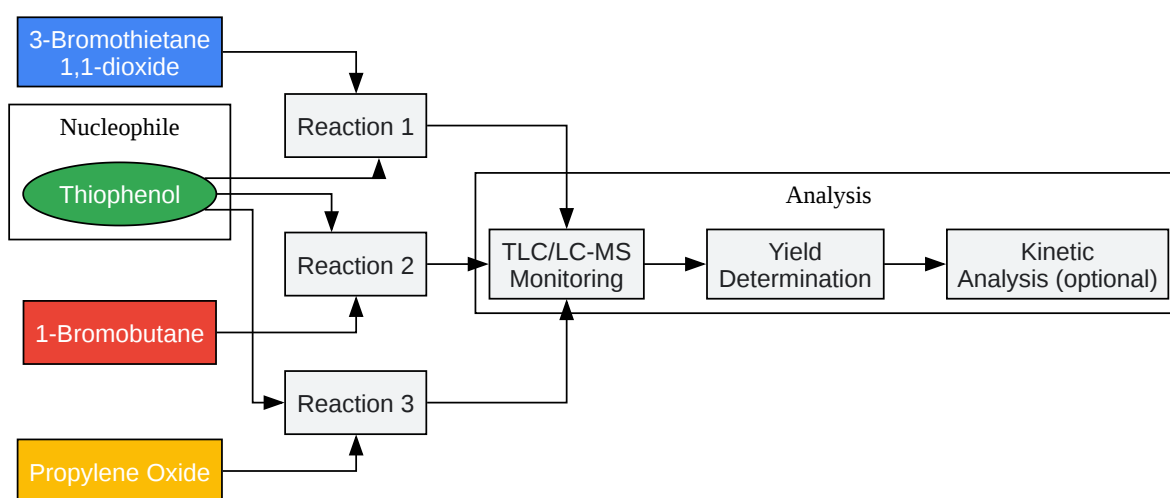 3-Bromothietane
1,1-dioxide
Nucleophile
Thiophenol
1-Bromobutane
Propylene Oxide
Reaction 1
Reaction 2
Reaction 3
Analysis
TLC/LC-MS
Monitoring
Yield
Determination
Kinetic
Analysis (optional)